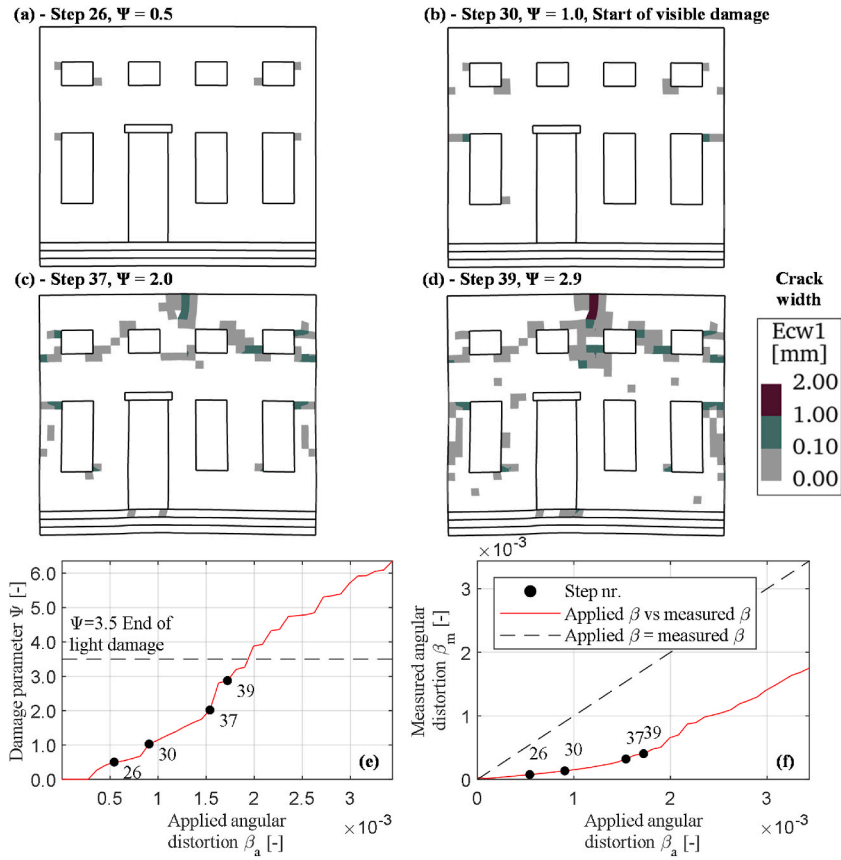 (a) - Step 26, Ψ = 0.5
(b) - Step 30, Ψ = 1.0, Start of visible damage
(c) - Step 37, Ψ = 2.0
(d) - Step 39, Ψ = 2.9
Crack
width
Ecw1
[mm]
2.00
1.00
0.10
0.00
Damage parameter Ψ [-]
6.0
5.0
4.0
3.0
2.0
1.0
0.0
Ψ=3.5 End of
light damage
26
30
37
39
(e)
0.5
1
1.5
2
2.5
3
Applied angular
distortion βa [-]
× 10⁻³
× 10⁻³
Measured angular
distortion βm [-]
3
2
1
0
Step nr.
Applied β vs measured β
Applied β = measured β
26
30
37
39
(f)
0
1
2
3
Applied angular
distortion βa [-]
× 10⁻³